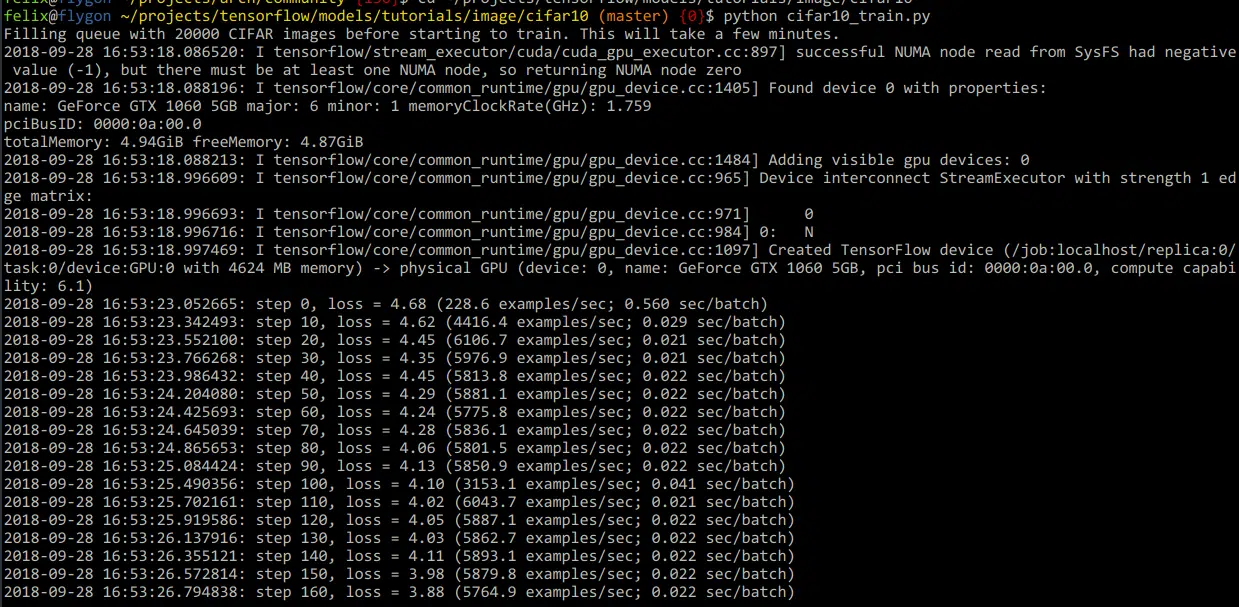 felix@flygon ~/projects/arch/community {130}$ cd ~/projects/tensorflow/models/tutorials/image/cifar10
felix@flygon ~/projects/tensorflow/models/tutorials/image/cifar10 (master) {0}$ python cifar10_train.py
Filling queue with 20000 CIFAR images before starting to train. This will take a few minutes.
2018-09-28 16:53:18.086520: I tensorflow/stream_executor/cuda/cuda_gpu_executor.cc:897] successful NUMA node read from SysFS had negative
 value (-1), but there must be at least one NUMA node, so returning NUMA node zero
2018-09-28 16:53:18.088196: I tensorflow/core/common_runtime/gpu/gpu_device.cc:1405] Found device 0 with properties:
name: GeForce GTX 1060 5GB major: 6 minor: 1 memoryClockRate(GHz): 1.759
pciBusID: 0000:0a:00.0
totalMemory: 4.94GiB freeMemory: 4.87GiB
2018-09-28 16:53:18.088213: I tensorflow/core/common_runtime/gpu/gpu_device.cc:1484] Adding visible gpu devices: 0
2018-09-28 16:53:18.996609: I tensorflow/core/common_runtime/gpu/gpu_device.cc:965] Device interconnect StreamExecutor with strength 1 ed
ge matrix:
2018-09-28 16:53:18.996693: I tensorflow/core/common_runtime/gpu/gpu_device.cc:971]      0
2018-09-28 16:53:18.996716: I tensorflow/core/common_runtime/gpu/gpu_device.cc:984] 0:   N
2018-09-28 16:53:18.997469: I tensorflow/core/common_runtime/gpu/gpu_device.cc:1097] Created TensorFlow device (/job:localhost/replica:0/
task:0/device:GPU:0 with 4624 MB memory) -> physical GPU (device: 0, name: GeForce GTX 1060 5GB, pci bus id: 0000:0a:00.0, compute capabi
lity: 6.1)
2018-09-28 16:53:23.052665: step 0, loss = 4.68 (228.6 examples/sec; 0.560 sec/batch)
2018-09-28 16:53:23.342493: step 10, loss = 4.62 (4416.4 examples/sec; 0.029 sec/batch)
2018-09-28 16:53:23.552100: step 20, loss = 4.45 (6106.7 examples/sec; 0.021 sec/batch)
2018-09-28 16:53:23.766268: step 30, loss = 4.35 (5976.9 examples/sec; 0.021 sec/batch)
2018-09-28 16:53:23.986432: step 40, loss = 4.45 (5813.8 examples/sec; 0.022 sec/batch)
2018-09-28 16:53:24.204080: step 50, loss = 4.29 (5881.1 examples/sec; 0.022 sec/batch)
2018-09-28 16:53:24.425693: step 60, loss = 4.24 (5775.8 examples/sec; 0.022 sec/batch)
2018-09-28 16:53:24.645039: step 70, loss = 4.28 (5836.1 examples/sec; 0.022 sec/batch)
2018-09-28 16:53:24.865653: step 80, loss = 4.06 (5801.5 examples/sec; 0.022 sec/batch)
2018-09-28 16:53:25.084424: step 90, loss = 4.13 (5850.9 examples/sec; 0.022 sec/batch)
2018-09-28 16:53:25.490356: step 100, loss = 4.10 (3153.1 examples/sec; 0.041 sec/batch)
2018-09-28 16:53:25.702161: step 110, loss = 4.02 (6043.7 examples/sec; 0.021 sec/batch)
2018-09-28 16:53:25.919586: step 120, loss = 4.05 (5887.1 examples/sec; 0.022 sec/batch)
2018-09-28 16:53:26.137916: step 130, loss = 4.03 (5862.7 examples/sec; 0.022 sec/batch)
2018-09-28 16:53:26.355121: step 140, loss = 4.11 (5893.1 examples/sec; 0.022 sec/batch)
2018-09-28 16:53:26.572814: step 150, loss = 3.98 (5879.8 examples/sec; 0.022 sec/batch)
2018-09-28 16:53:26.794838: step 160, loss = 3.88 (5764.9 examples/sec; 0.022 sec/batch)